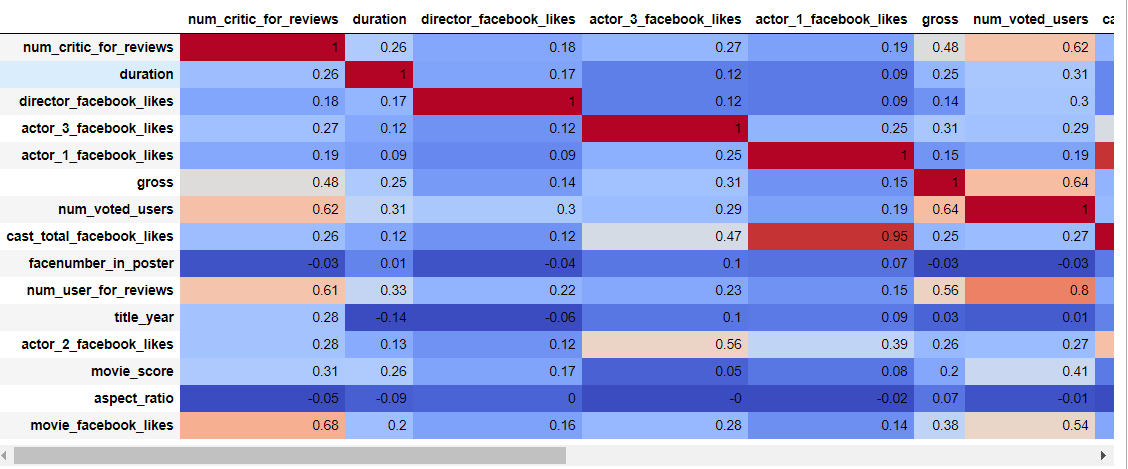 num_critic_for_reviews duration director_facebook_likes actor_3_facebook_likes actor_1_facebook_likes gross num_voted_users ca
num_critic_for_reviews 1 0.26 0.18 0.27 0.19 0.48 0.62
duration 0.26 1 0.17 0.12 0.09 0.25 0.31
director_facebook_likes 0.18 0.17 1 0.12 0.09 0.14 0.3
actor_3_facebook_likes 0.27 0.12 0.12 1 0.25 0.31 0.29
actor_1_facebook_likes 0.19 0.09 0.09 0.25 1 0.15 0.19
gross 0.48 0.25 0.14 0.31 0.15 1 0.64
num_voted_users 0.62 0.31 0.3 0.29 0.19 0.64 1
cast_total_facebook_likes 0.26 0.12 0.12 0.47 0.95 0.25 0.27
facenumber_in_poster -0.03 0.01 -0.04 0.1 0.07 -0.03 -0.03
num_user_for_reviews 0.61 0.33 0.22 0.23 0.15 0.56 0.8
title_year 0.28 -0.14 -0.06 0.1 0.09 0.03 0.01
actor_2_facebook_likes 0.28 0.13 0.12 0.56 0.39 0.26 0.27
movie_score 0.31 0.26 0.17 0.05 0.08 0.2 0.41
aspect_ratio -0.05 -0.09 0 -0 -0.02 0.07 -0.01
movie_facebook_likes 0.68 0.2 0.16 0.28 0.14 0.38 0.54